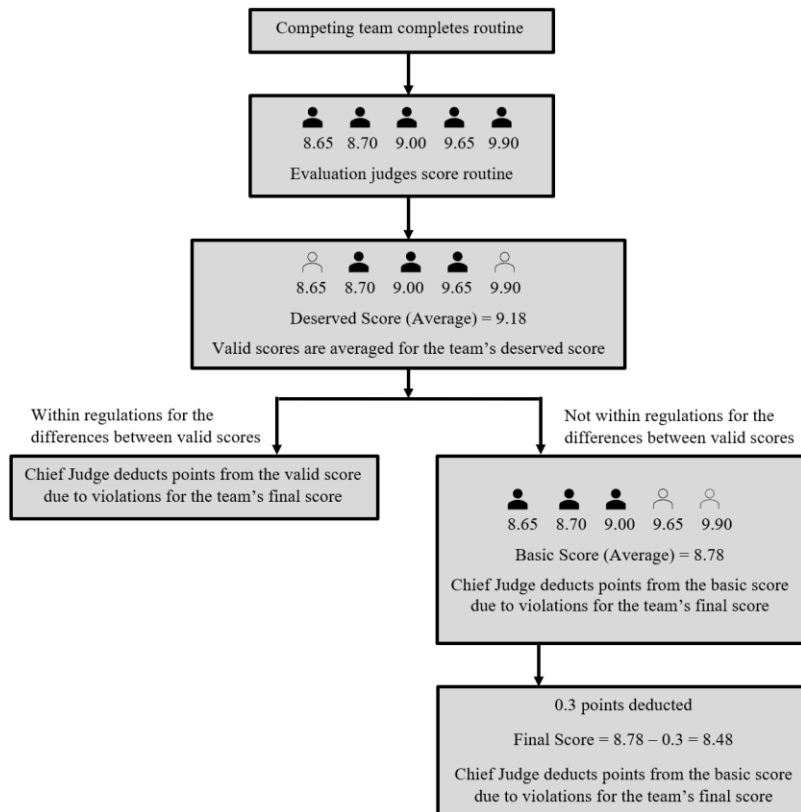 Competing team completes routine
8.65 8.70 9.00 9.65 9.90
Evaluation judges score routine
8.65 8.70 9.00 9.65 9.90
Deserved Score (Average) = 9.18
Valid scores are averaged for the team's deserved score
Within regulations for the
differences between valid scores
Chief Judge deducts points from the valid score
due to violations for the team's final score
Not within regulations for the
differences between valid scores
8.65 8.70 9.00 9.65 9.90
Basic Score (Average) = 8.78
Chief Judge deducts points from the basic score
due to violations for the team's final score
0.3 points deducted
Final Score = 8.78 – 0.3 = 8.48
Chief Judge deducts points from the basic score
due to violations for the team's final score